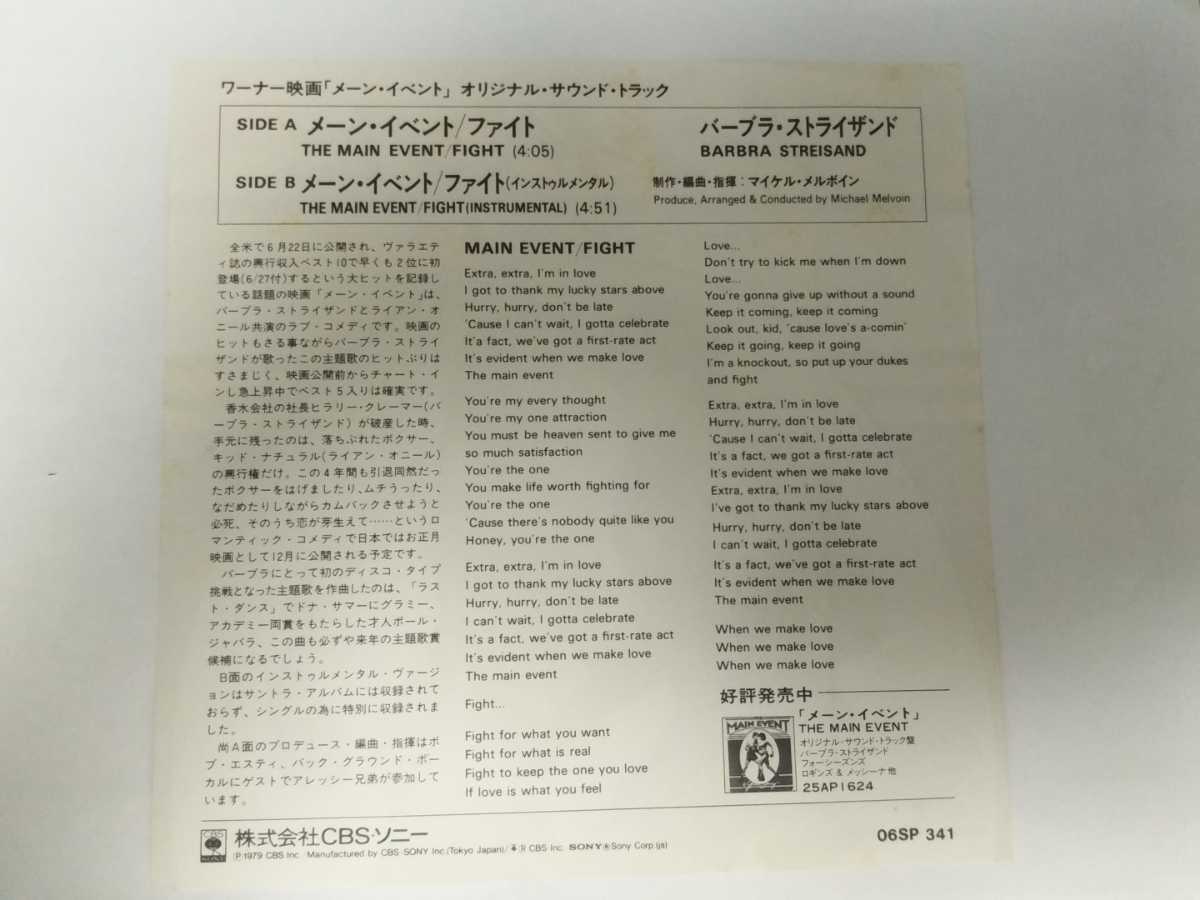 ワーナー映画「メーン・イベント」 オリジナル・サウンド・トラック
SIDE A メーン・イベント/ファイト
THE MAIN EVENT/FIGHT (4:05)
バーブラ・ストライザンド
BARBRA STREISAND
SIDE B メーン・イベント/ファイト(インストゥルメンタル)
THE MAIN EVENT/FIGHT(INSTRUMENTAL) (4:51)
制作・編曲・指揮:マイケル・メルボイン
Produce, Arranged & Conducted by Michael Melvoin
全米で6月22日に公開され、ヴァラエテ
ィ誌の興行収入ベスト10で早くも2位に初
登場(6/27付)するという大ヒットを記録し
ている話題の映画「メーン・イベント」は、
バーブラ・ストライザンドとライアン・オ
ニール共演のラブ・コメディです。映画の
ヒットもさる事ながらバーブラ・ストライ
ザンドが歌ったこの主題歌のヒットぶりは
すさまじく、映画公開前からチャート・イ
ンし急上昇中でベスト5入りは確実です。
香水会社の社長ヒラリー・クレーマー(バ
ーブラ・ストライザンド)が破産した時、
手元に残ったのは、落ちぶれたボクサー、
キッド・ナチュラル(ライアン・オニール)
の興行権だけ。この4年間も引退同然だっ
たボクサーをはげましたり、ムチうったり、
なだめたりしながらカムバックさせようと
必死、そのうち恋が芽生えて……というロ
マンティック・コメディで日本ではお正月
映画として12月に公開される予定です。
バーブラにとって初のディスコ・タイプ
挑戦となった主題歌を作曲したのは、「ラス
ト・ダンス」でドナ・サマーにグラミー、
アカデミー両賞をもたらした才人ポール・
ジャバラ、この曲も必ずや来年の主題歌賞
候補になるでしょう。
B面のインストゥルメンタル・ヴァージ
ョンはサントラ・アルバムには収録されて
おらず、シングルの為に特別に収録されま
した。
尚A面のプロデュース・編曲・指揮はボ
ブ・エスティ、バック・グラウンド・ボー
カルにゲストでアレッシー兄弟が参加して
います。
MAIN EVENT/FIGHT
Extra, extra, I'm in love
I got to thank my lucky stars above
Hurry, hurry, don't be late
'Cause I can't wait, I gotta celebrate
It'a fact, we've got a first-rate act
It's evident when we make love
The main event
You're my every thought
You're my one attraction
You must be heaven sent to give me
so much satisfaction
You're the one
You make life worth fighting for
You're the one
'Cause there's nobody quite like you
Honey, you're the one
Extra, extra, I'm in love
I got to thank my lucky stars above
Hurry, hurry, don't be late
I can't wait, I gotta celebrate
It's a fact, we've got a first-rate act
It's evident when we make love
The main event
Fight...
Fight for what you want
Fight for what is real
Fight to keep the one you love
If love is what you feel
Love...
Don't try to kick me when I'm down
Love...
You're gonna give up without a sound
Keep it coming, keep it coming
Look out, kid, 'cause love's a-comin'
Keep it going, keep it going
I'm a knockout, so put up your dukes
and fight
Extra, extra, I'm in love
Hurry, hurry, don't be late
'Cause I can't wait, I gotta celebrate
It's a fact, we got a first-rate act
It's evident when we make love
Extra, extra, I'm in love
I've got to thank my lucky stars above
Hurry, hurry, don't be late
I can't wait, I gotta celebrate
It's a fact, we've got a first-rate act
It's evident when we make love
The main event
When we make love
When we make love
When we make love
好評発売中
MAIN EVENT
「メーン・イベント」
THE MAIN EVENT
オリジナル・サウンド・トラック盤
バーブラ・ストライザンド
フォーシーズンズ
ロギンズ & メッシーナ他
25AP1624
CBS
SONY
株式会社CBS・ソニー
06SP 341
Ⓟ1979 CBS Inc. Manufactured by CBS·SONY Inc.(Tokyo Japan)/ CBS Inc. SONY Sony Corp.